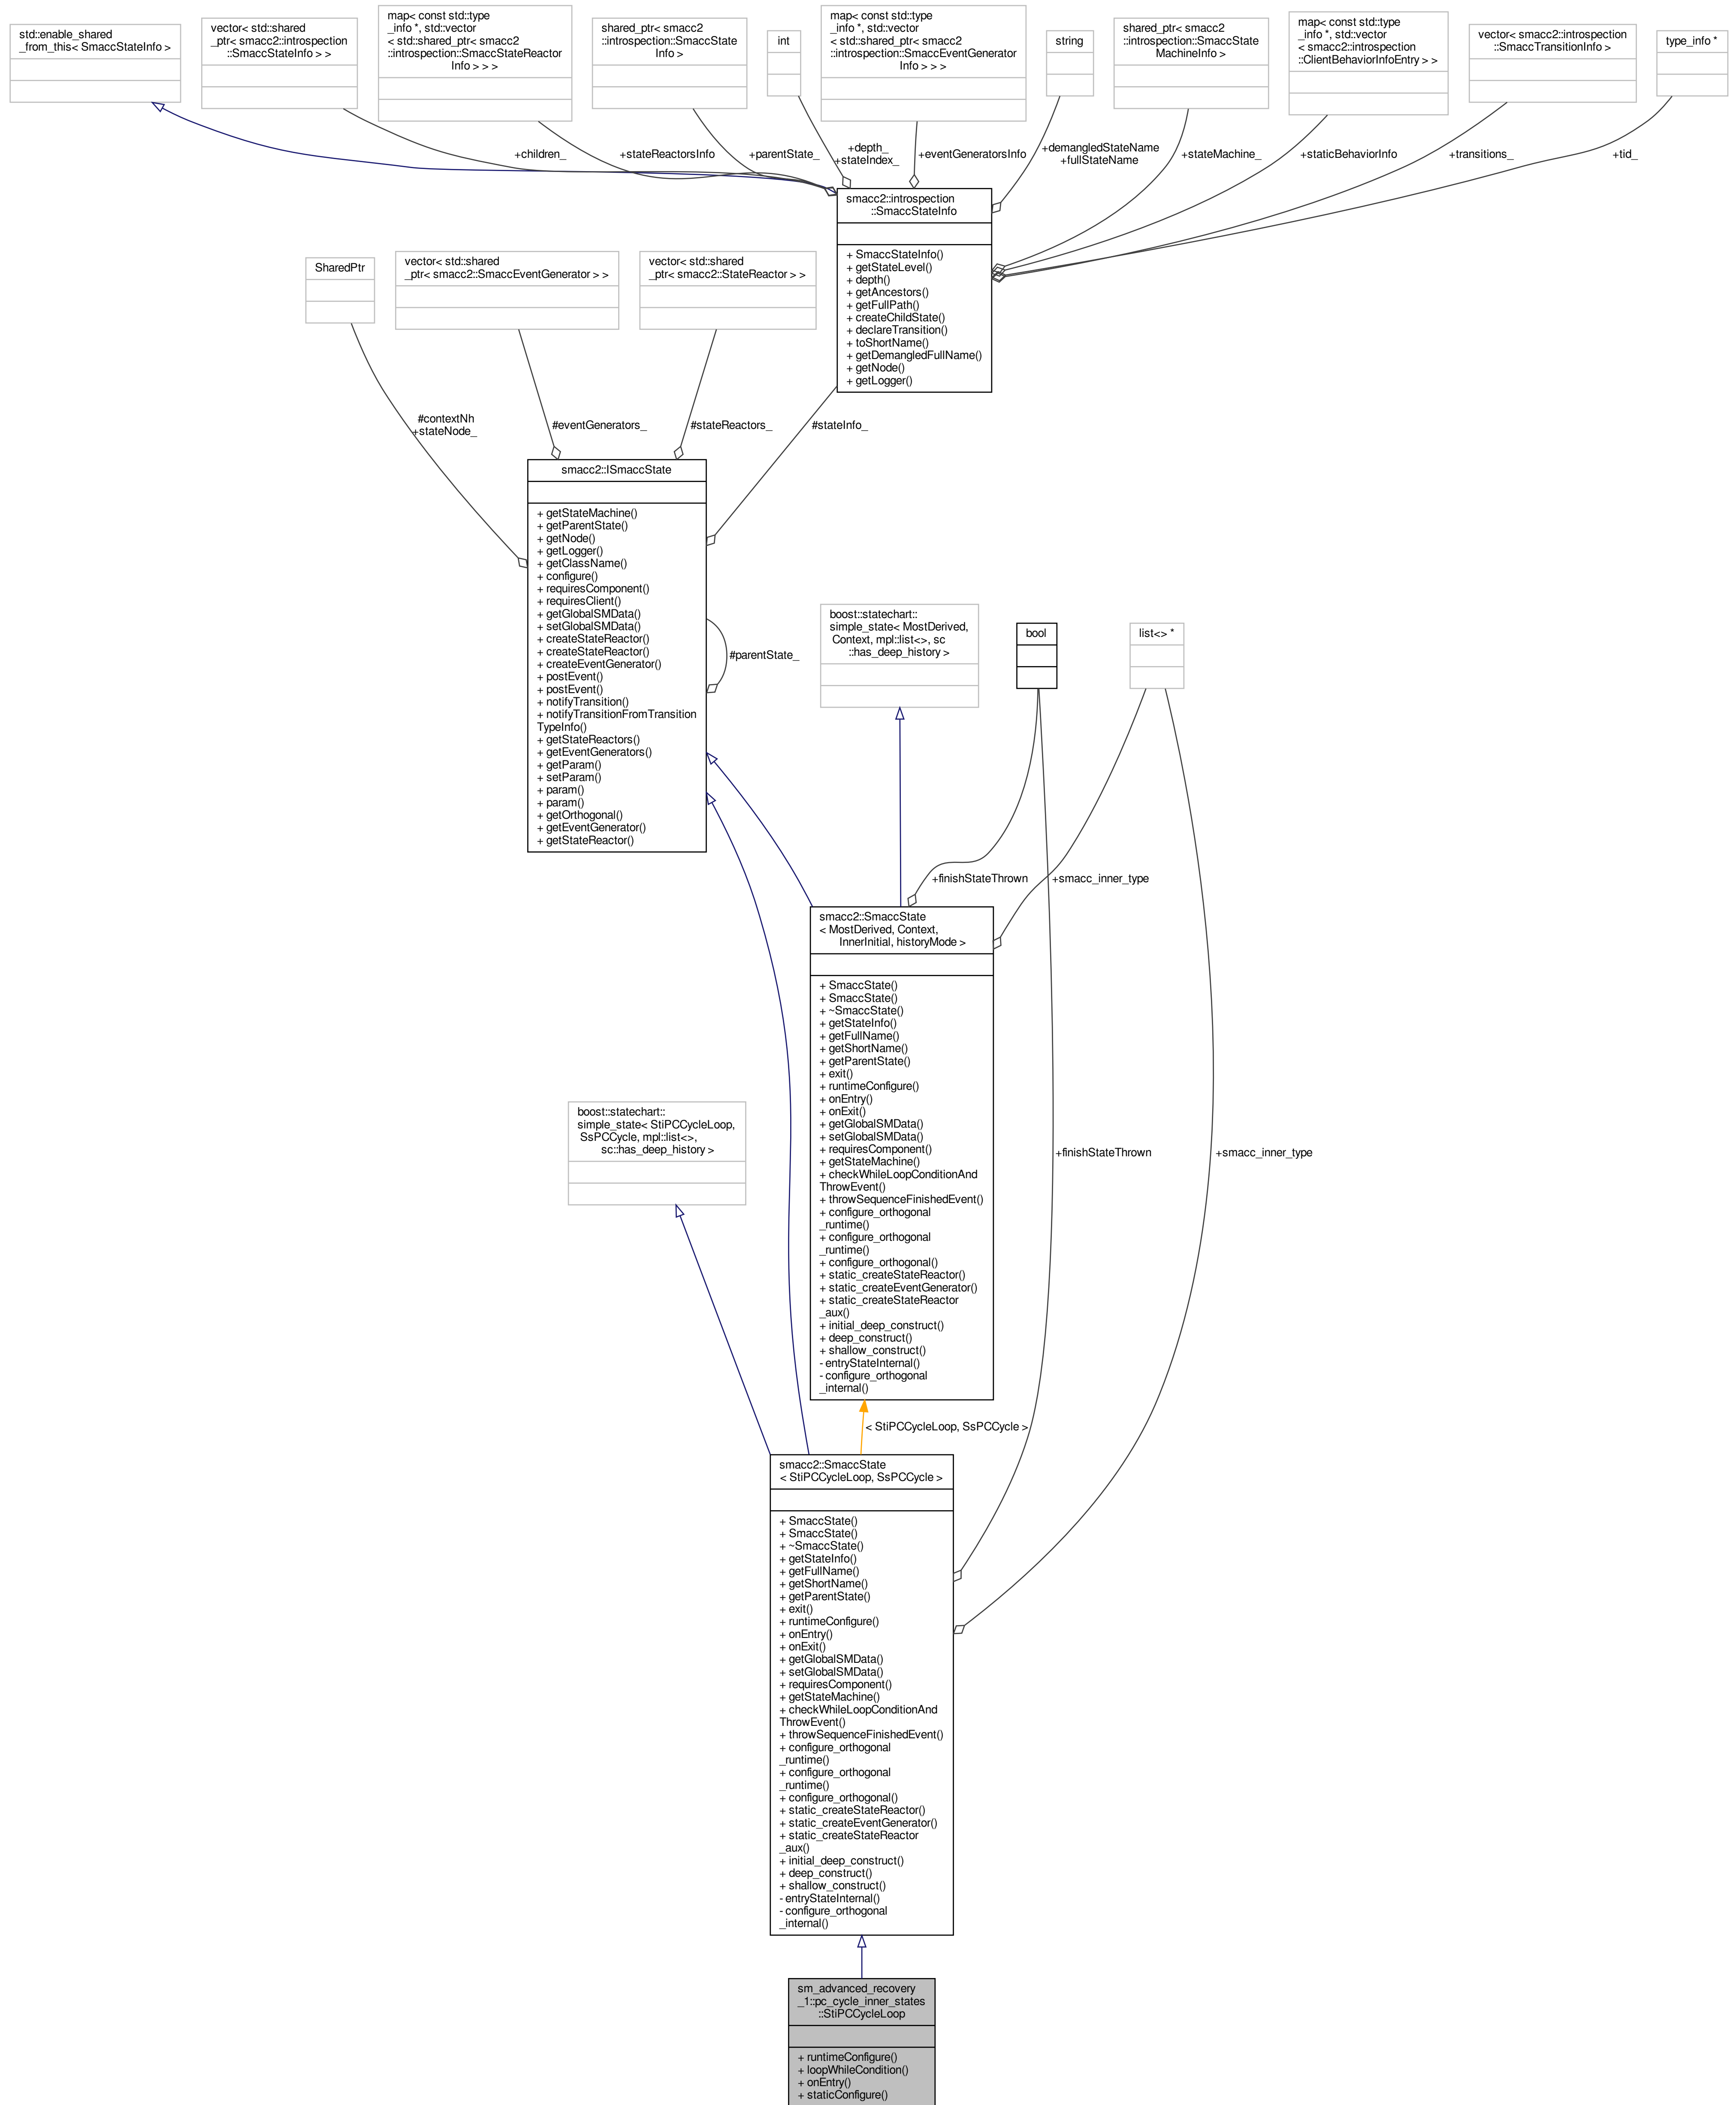 std::enable_shared
_from_this< SmaccStateInfo >
vector< std::shared
_ptr< smacc2::introspection
::SmaccStateInfo > >
map< const std::type
_info *, std::vector
< std::shared_ptr< smacc2
::introspection::SmaccStateReactor
Info > > >
shared_ptr< smacc2
::introspection::SmaccState
Info >
int
map< const std::type
_info *, std::vector
< std::shared_ptr< smacc2
::introspection::SmaccEventGenerator
Info > > >
string
shared_ptr< smacc2
::introspection::SmaccState
MachineInfo >
map< const std::type
_info *, std::vector
< smacc2::introspection
::ClientBehaviorInfoEntry > >
vector< smacc2::introspection
::SmaccTransitionInfo >
type_info *
+children_
+stateReactorsInfo
+parentState_
+depth_
+stateIndex_
+eventGeneratorsInfo
+demangledStateName
+fullStateName
+stateMachine_
+staticBehaviorInfo
+transitions_
+tid_
smacc2::introspection
::SmaccStateInfo
+ SmaccStateInfo()
+ getStateLevel()
+ depth()
+ getAncestors()
+ getFullPath()
+ createChildState()
+ declareTransition()
+ toShortName()
+ getDemangledFullName()
+ getNode()
+ getLogger()
SharedPtr
vector< std::shared
_ptr< smacc2::SmaccEventGenerator > >
vector< std::shared
_ptr< smacc2::StateReactor > >
#contextNh
+stateNode_
#eventGenerators_
#stateReactors_
#stateInfo_
smacc2::ISmaccState
+ getStateMachine()
+ getParentState()
+ getNode()
+ getLogger()
+ getClassName()
+ configure()
+ requiresComponent()
+ requiresClient()
+ getGlobalSMData()
+ setGlobalSMData()
+ createStateReactor()
+ createStateReactor()
+ createEventGenerator()
+ postEvent()
+ postEvent()
+ notifyTransition()
+ notifyTransitionFromTransition
TypeInfo()
+ getStateReactors()
+ getEventGenerators()
+ getParam()
+ setParam()
+ param()
+ param()
+ getOrthogonal()
+ getEventGenerator()
+ getStateReactor()
#parentState_
boost::statechart::
simple_state< MostDerived,
Context, mpl::list<>, sc
::has_deep_history >
bool
list<> *
+finishStateThrown
+smacc_inner_type
smacc2::SmaccState
< MostDerived, Context,
InnerInitial, historyMode >
+ SmaccState()
+ SmaccState()
+ ~SmaccState()
+ getStateInfo()
+ getFullName()
+ getShortName()
+ getParentState()
+ exit()
+ runtimeConfigure()
+ onEntry()
+ onExit()
+ getGlobalSMData()
+ setGlobalSMData()
+ requiresComponent()
+ getStateMachine()
+ checkWhileLoopConditionAnd
ThrowEvent()
+ throwSequenceFinishedEvent()
+ configure_orthogonal
_runtime()
+ configure_orthogonal
_runtime()
+ configure_orthogonal()
+ static_createStateReactor()
+ static_createEventGenerator()
+ static_createStateReactor
_aux()
+ initial_deep_construct()
+ deep_construct()
+ shallow_construct()
- entryStateInternal()
- configure_orthogonal
_internal()
boost::statechart::
simple_state< StiPCCycleLoop,
SsPCCycle, mpl::list<>,
sc::has_deep_history >
+finishStateThrown
+smacc_inner_type
< StiPCCycleLoop, SsPCCycle >
smacc2::SmaccState
< StiPCCycleLoop, SsPCCycle >
+ SmaccState()
+ SmaccState()
+ ~SmaccState()
+ getStateInfo()
+ getFullName()
+ getShortName()
+ getParentState()
+ exit()
+ runtimeConfigure()
+ onEntry()
+ onExit()
+ getGlobalSMData()
+ setGlobalSMData()
+ requiresComponent()
+ getStateMachine()
+ checkWhileLoopConditionAnd
ThrowEvent()
+ throwSequenceFinishedEvent()
+ configure_orthogonal
_runtime()
+ configure_orthogonal
_runtime()
+ configure_orthogonal()
+ static_createStateReactor()
+ static_createEventGenerator()
+ static_createStateReactor
_aux()
+ initial_deep_construct()
+ deep_construct()
+ shallow_construct()
- entryStateInternal()
- configure_orthogonal
_internal()
sm_advanced_recovery
_1::pc_cycle_inner_states
::StiPCCycleLoop
+ runtimeConfigure()
+ loopWhileCondition()
+ onEntry()
+ staticConfigure()